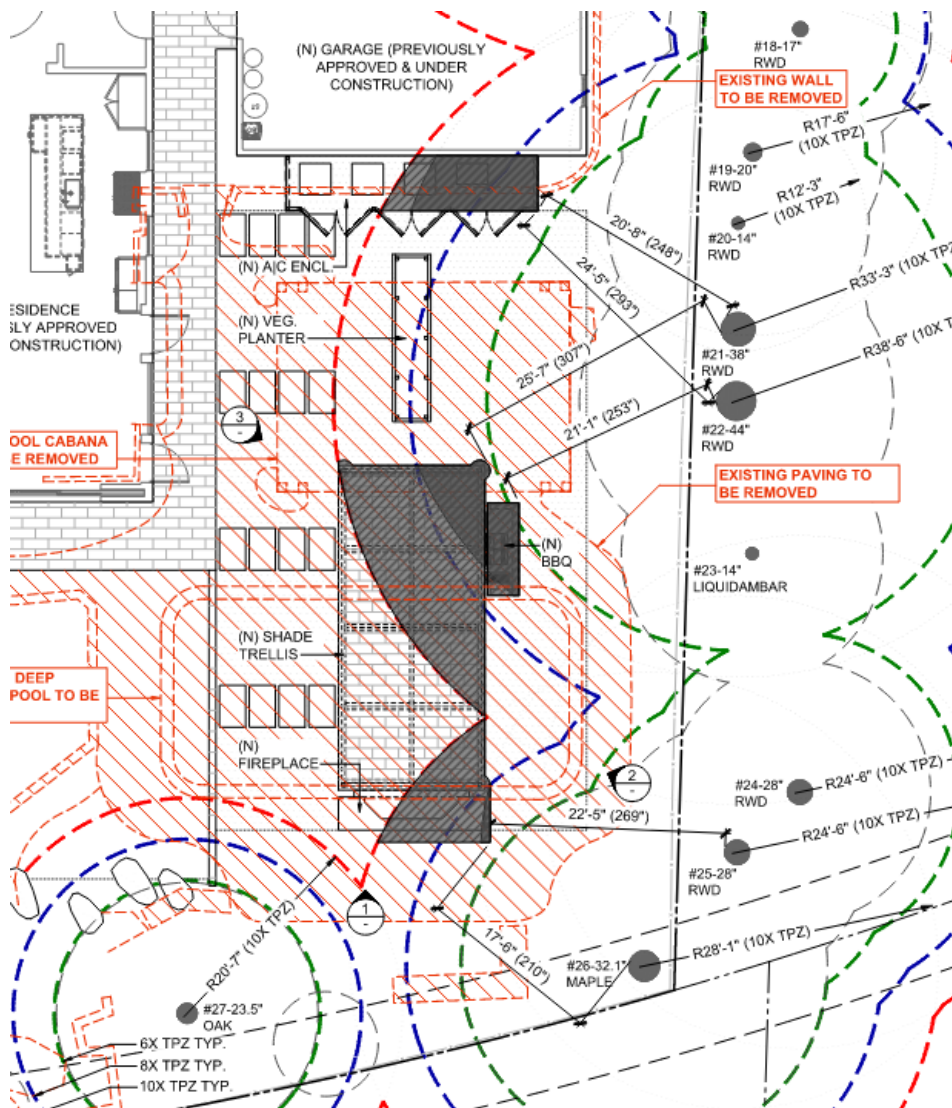 (N) GARAGE (PREVIOUSLY
APPROVED & UNDER
CONSTRUCTION)
#18-17"
RWD
EXISTING WALL
TO BE REMOVED
R17'-6"
(10X TPZ)
#19-20"
RWD
R12'-3"
(10X TPZ)
#20-14"
RWD
20'-8" (248")
24'-5" (293")
(N) A|C ENCL.
R33'-3" (10X TPZ
ESIDENCE
SLY APPROVED
ONSTRUCTION)
(N) VEG.
PLANTER
#21-38"
RWD
R38'-6" (10X T
25'-7" (307")
21'-1" (253")
#22-44"
RWD
3
-
OOL CABANA
E REMOVED
EXISTING PAVING TO
BE REMOVED
(N)
BBQ
#23-14"
LIQUIDAMBAR
(N) SHADE
TRELLIS
DEEP
POOL TO BE
(N)
FIREPLACE
2
-
#24-28"
RWD
R24'-6" (10X
22'-5" (269")
R24'-6" (10X TPZ)
#25-28"
RWD
1
-
R20'-7" (10X TPZ)
17'-6" (210")
#26-32.1"
MAPLE
R28'-1" (10X TPZ)
#27-23.5"
OAK
6X TPZ TYP.
8X TPZ TYP.
10X TPZ TYP.